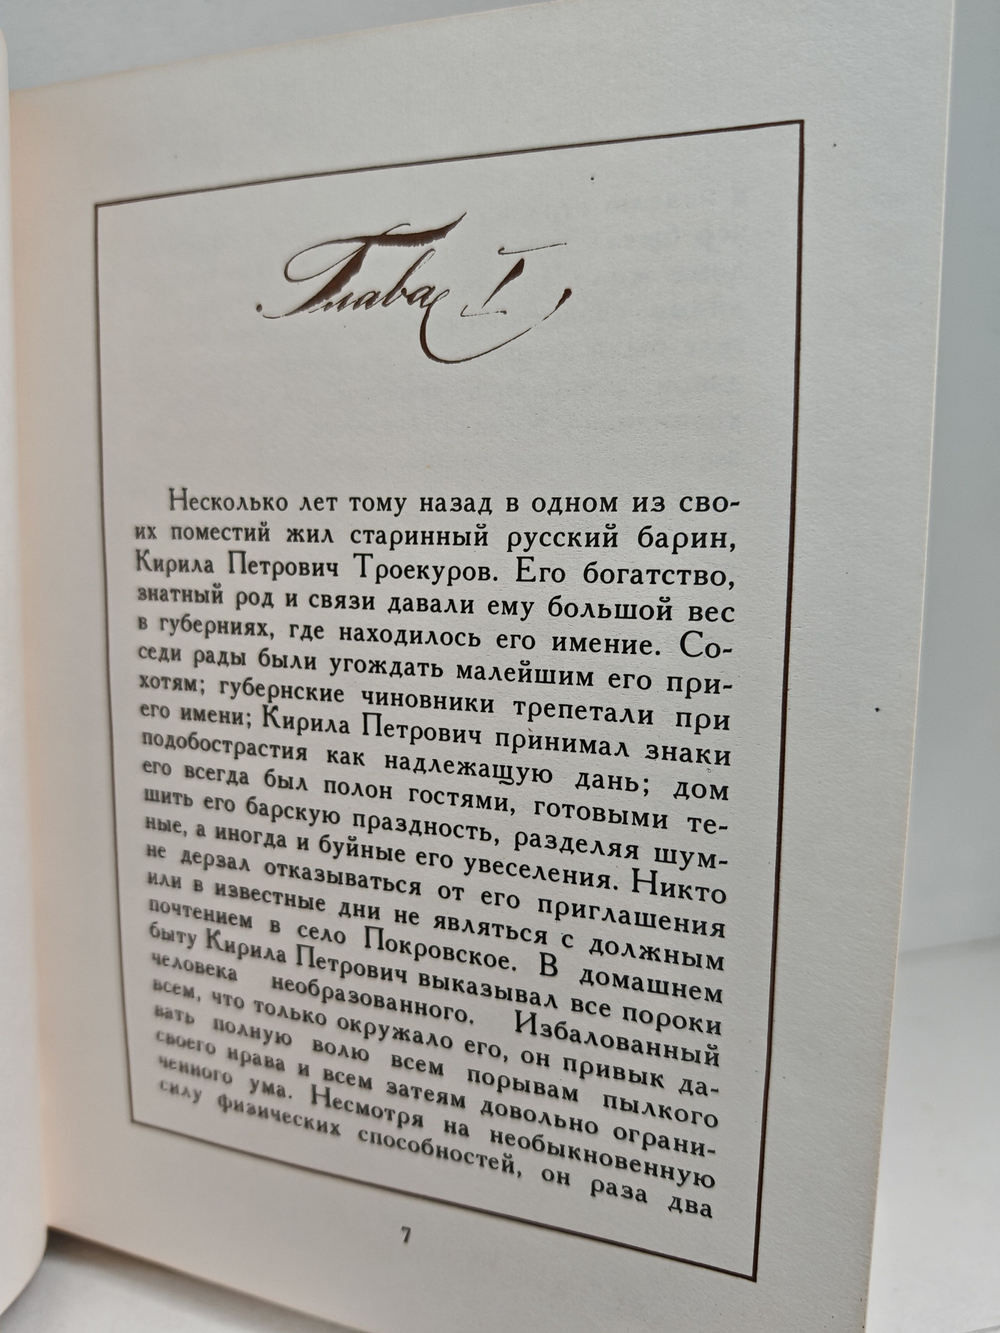 Глава I
Несколько лет тому назад в одном из сво-
их поместий жил старинный русский барин,
Кирила Петрович Троекуров. Его богатство,
знатный род и связи давали ему большой вес
в губерниях, где находилось его имение. Со-
седи рады были угождать малейшим его при-
хотям; губернские чиновники трепетали при
его имени; Кирила Петрович принимал знаки
подобострастия как надлежащую дань; дом
его всегда был полон гостями, готовыми те-
шить его барскую праздность, разделяя шум-
ные, а иногда и буйные его увеселения. Никто
не дерзал отказываться от его приглашения
или в известные дни не являться с должным
почтением в село Покровское. В домашнем
быту Кирила Петрович выказывал все пороки
человека необразованного. Избалованный
всем, что только окружало его, он привык да-
вать полную волю всем порывам пылкого
своего нрава и всем затеям довольно ограни-
ченного ума. Несмотря на необыкновенную
силу физических способностей, он раза два
7